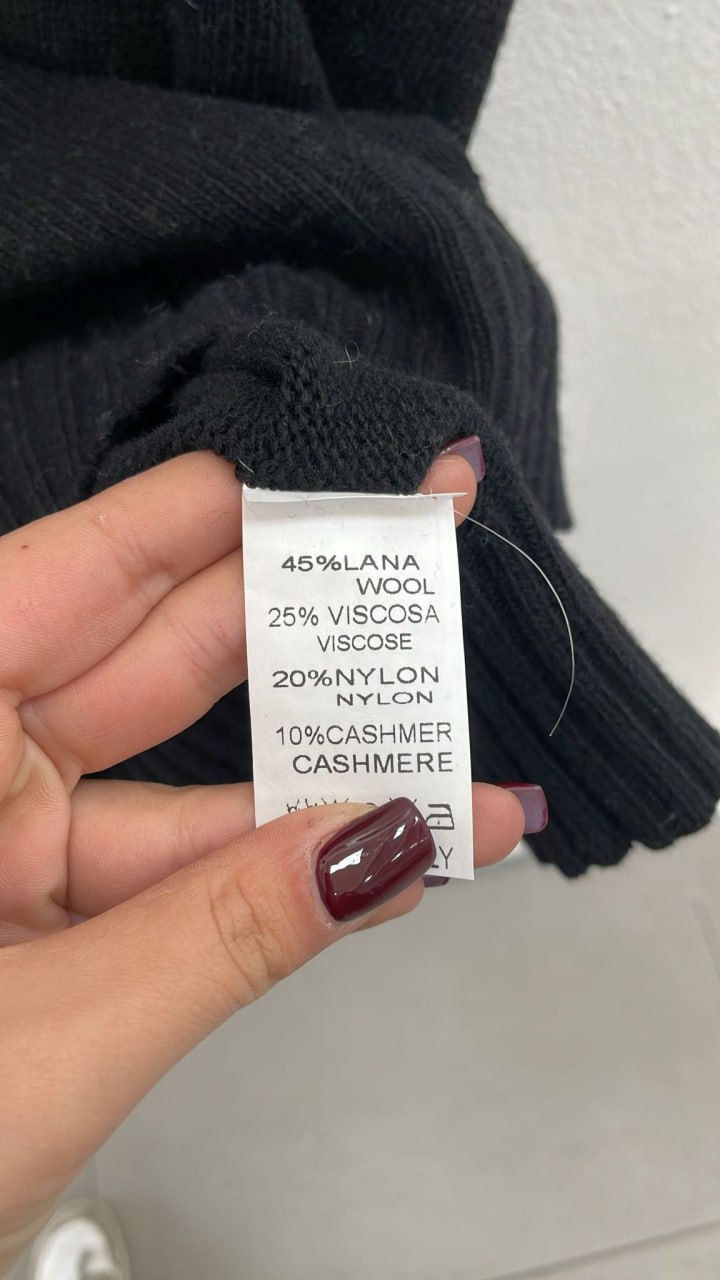 45%LANA
WOOL
25% VISCOSA
VISCOSE
20%NYLON
NYLON
10%CASHMER
CASHMERE